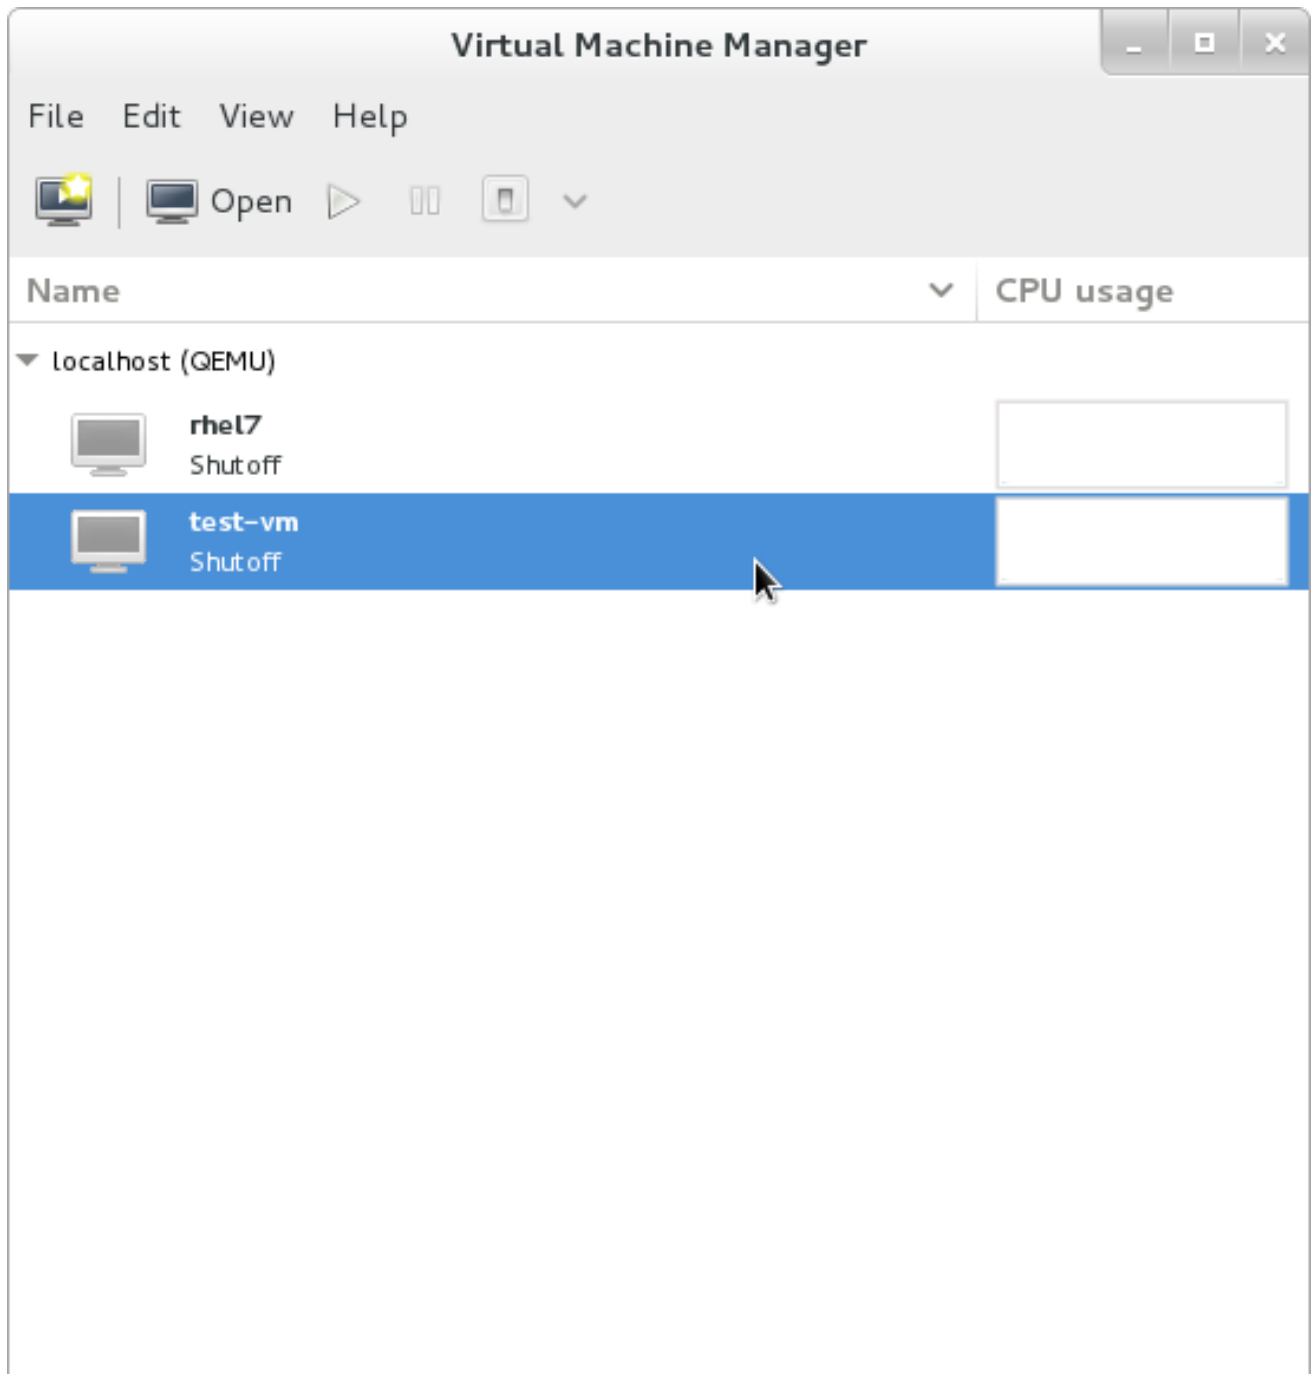 Virtual Machine Manager
File Edit View Help
Open
Name CPU usage
localhost (QEMU)
rhel7
Shutoff
test-vm
Shutoff